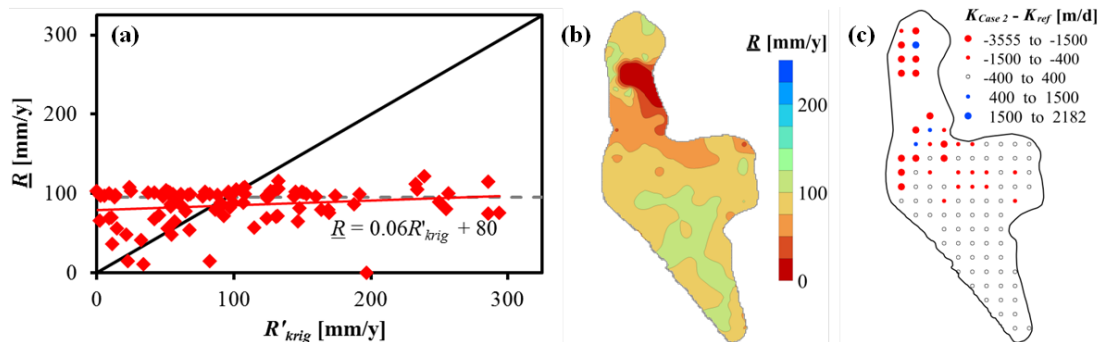 (a)
300
200
100
0
R [mm/y]
R = 0.06R'krig + 80
0 100 200 300
R'krig [mm/y]
(b)
R
[mm/y]
200
100
0
(c)
KCase 2 - Kref [m/d]
-3555 to -1500
-1500 to -400
-400 to 400
400 to 1500
1500 to 2182